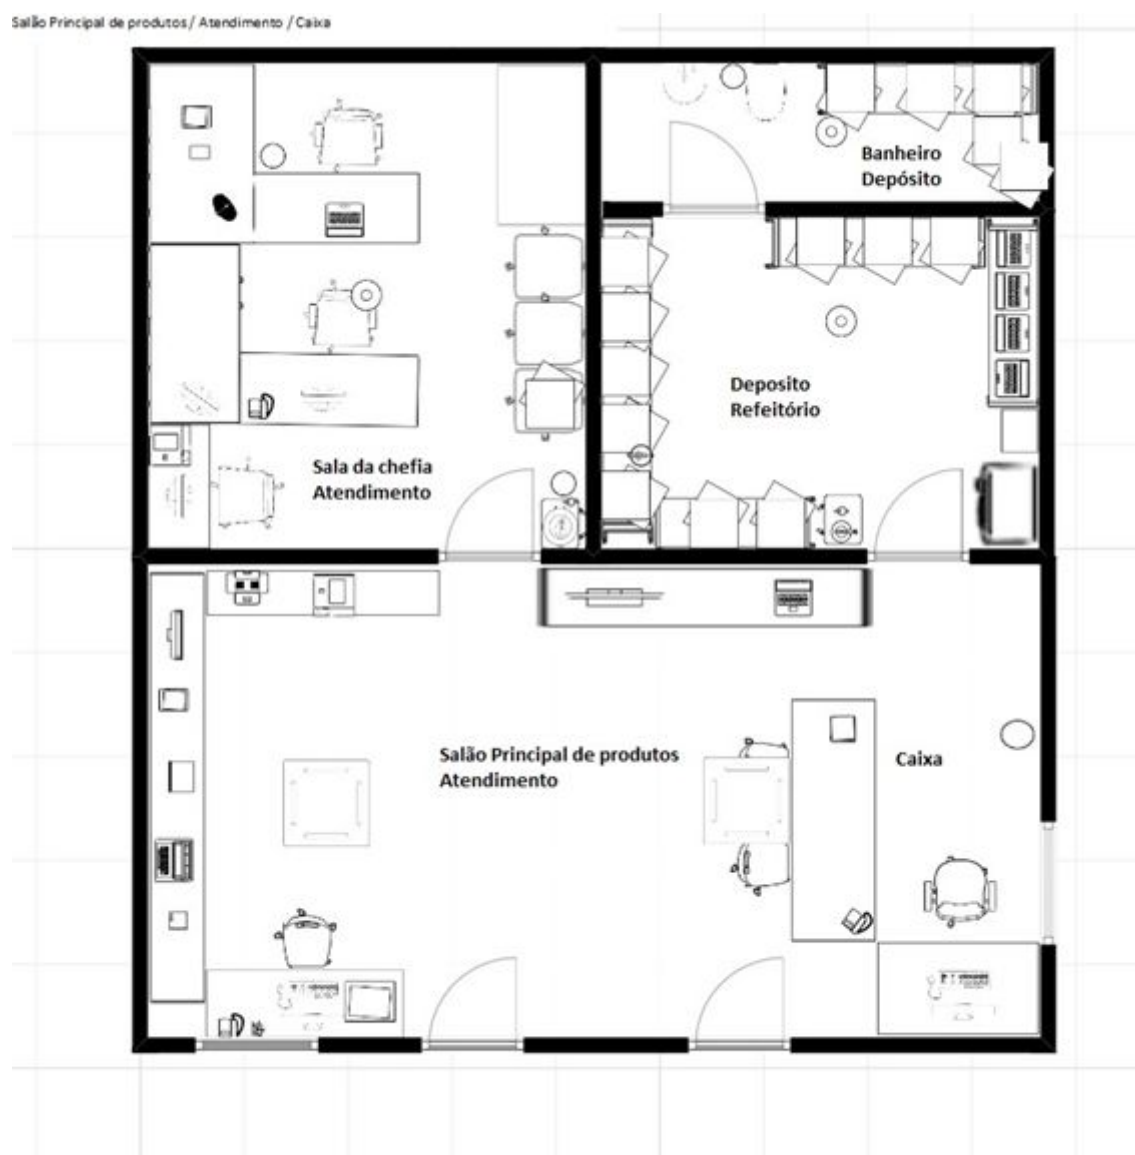 Salão Principal de produtos / Atendimento / Caixa
Banheiro
Depósito
Deposito
Refeitório
Sala da chefia
Atendimento
Salão Principal de produtos
Atendimento
Caixa